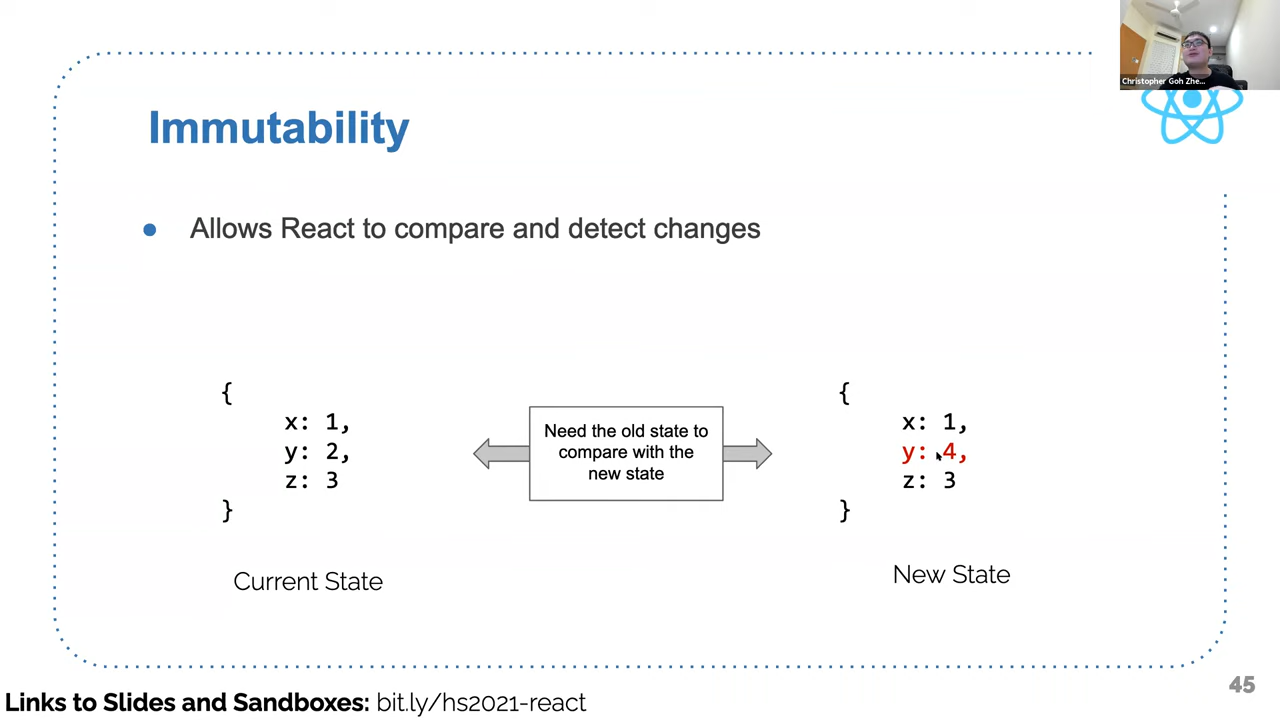 Christopher Goh Zhe...
Immutability
● Allows React to compare and detect changes
{
x: 1,
y: 2,
z: 3
}
Current State
Need the old state to
compare with the
new state
{
x: 1,
y: 4,
z: 3
}
New State
45
Links to Slides and Sandboxes: bit.ly/hs2021-react